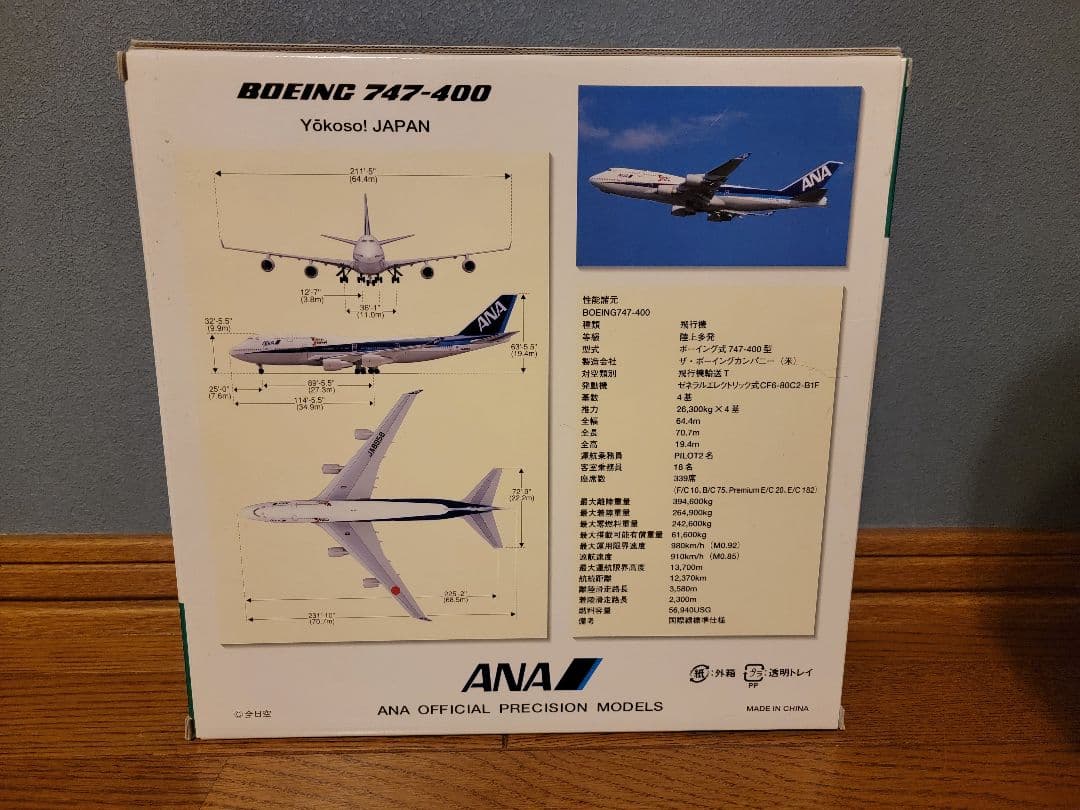 BOEING 747-400
Yōkoso! JAPAN
211'-5"
(64.4m)
12'-7"
(3.8m)
36'-1"
(11.0m)
32'-5.5"
(9.9m)
ANA
63'-5.5"
(19.4m)
25'-0"
(7.6m)
89'-5.5"
(27.3m)
114'-5.5"
(34.9m)
JA8958
72'-9"
(22.2m)
225'-2"
(68.5m)
231'-10"
(70.7m)
ANA
性能諸元
BOEING747-400
種類 飛行機
等級 陸上多発
型式 ボーイング式747-400型
製造会社 ザ・ボーイングカンパニー(米)
対空類別 飛行機輸送T
発動機 ゼネラルエレクトリック式CF6-80C2-B1F
基数 4基
推力 26,300kg×4基
全幅 64.4m
全長 70.7m
全高 19.4m
運航乗務員 PILOT2名
客室乗務員 16名
座席数 339席
(F/C 10, B/C 75, Premium E/C 20, E/C 182)
最大離陸重量 394,600kg
最大着陸重量 264,900kg
最大零燃料重量 242,600kg
最大搭載可能有償重量 61,600kg
最大運用限界速度 980km/h (M0.92)
巡航速度 910km/h (M0.85)
最大運航限界高度 13,700m
航続距離 12,370km
離陸滑走路長 3,580m
着陸滑走路長 2,300m
燃料容量 56,940USG
備考 国際線標準仕様
ANA
紙:外箱 プラ:透明トレイ
PP
©全日空
ANA OFFICIAL PRECISION MODELS
MADE IN CHINA